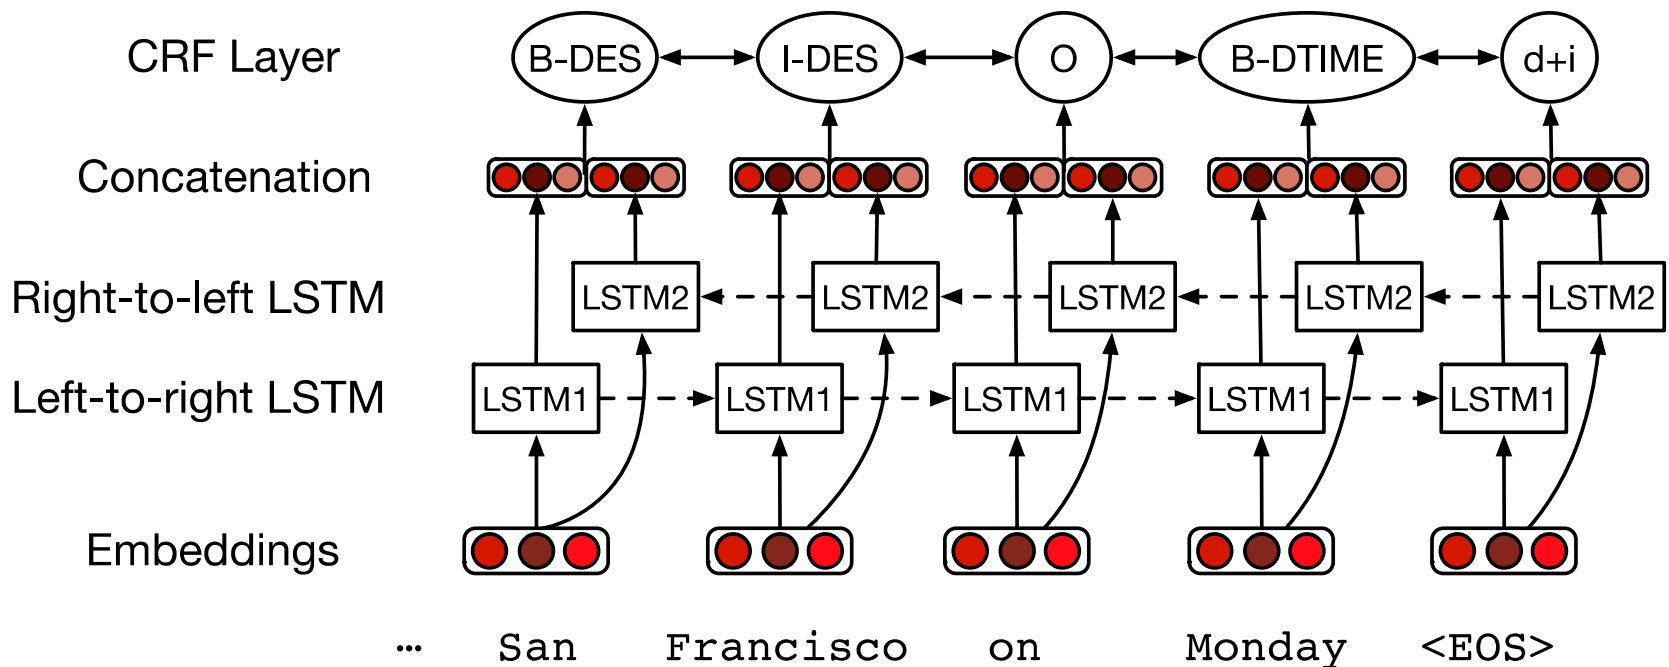 CRF Layer B-DES I-DES O B-DTIME d+i
Concatenation
Right-to-left LSTM LSTM2 LSTM2 LSTM2 LSTM2 LSTM2
Left-to-right LSTM LSTM1 LSTM1 LSTM1 LSTM1 LSTM1
Embeddings
… San Francisco on Monday <EOS>